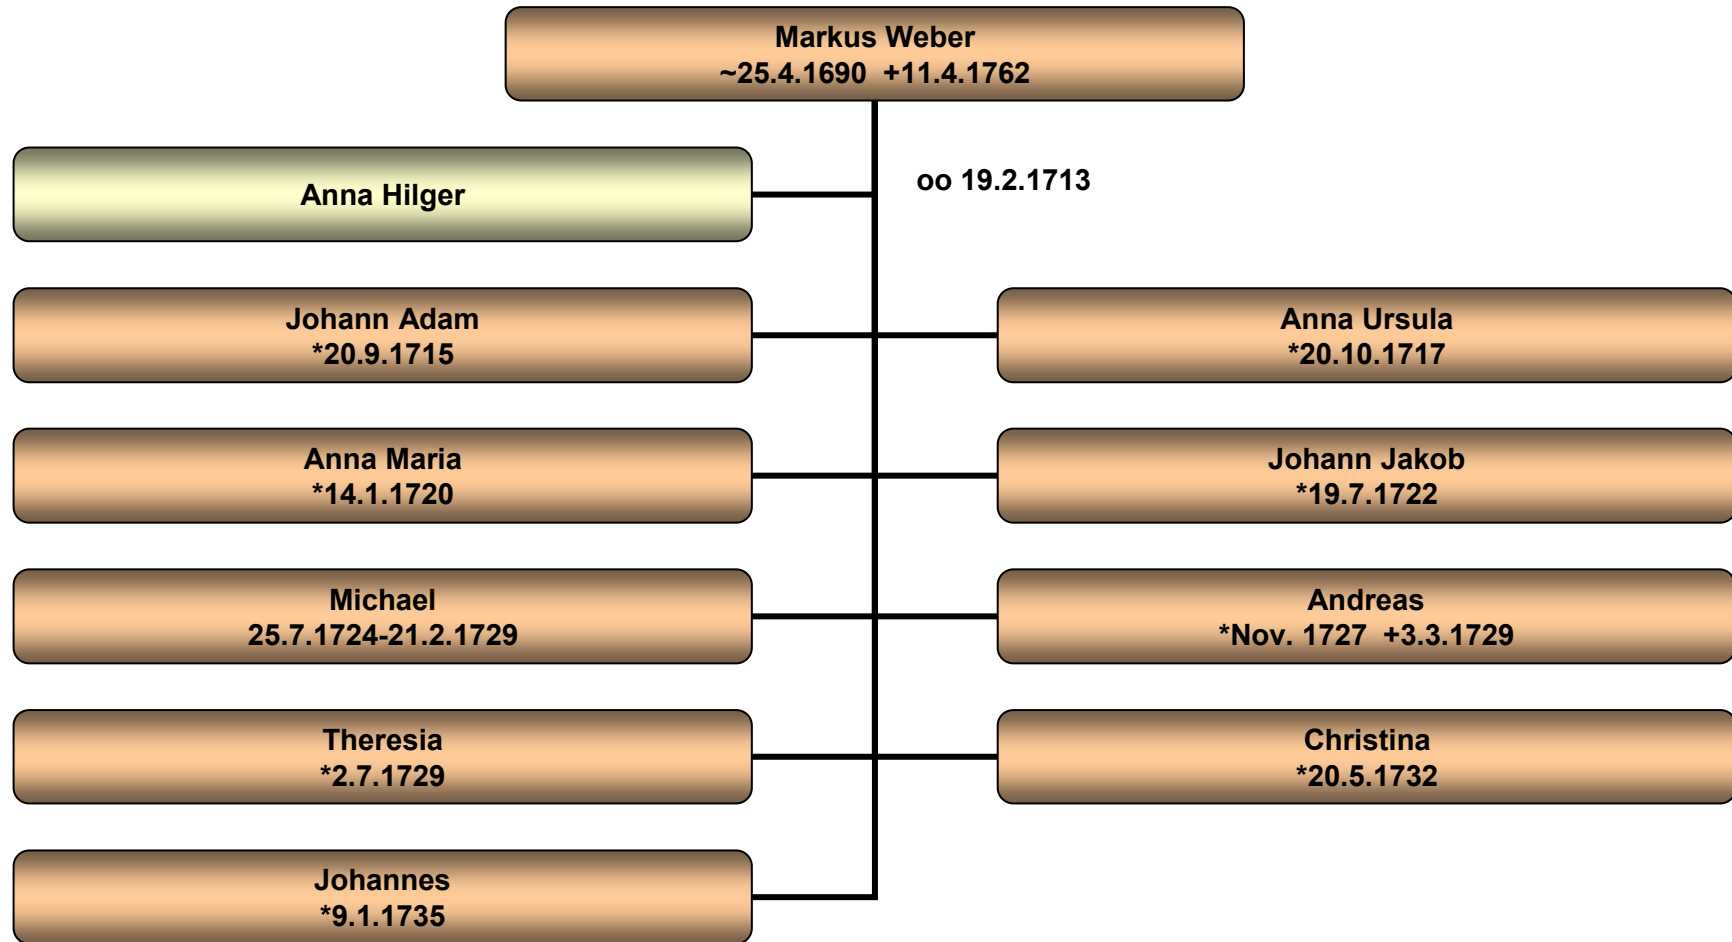 Markus Weber
~25.4.1690 +11.4.1762
oo 19.2.1713
Anna Hilger
Johann Adam
*20.9.1715
Anna Ursula
*20.10.1717
Anna Maria
*14.1.1720
Johann Jakob
*19.7.1722
Michael
25.7.1724-21.2.1729
Andreas
*Nov. 1727 +3.3.1729
Theresia
*2.7.1729
Christina
*20.5.1732
Johannes
*9.1.1735